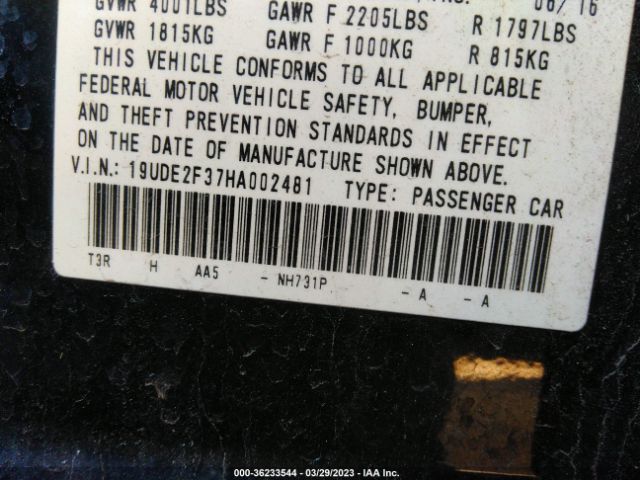 06/16
GVWR 4001LBS GAWR F 2205LBS R 1797LBS
GVWR 1815KG GAWR F 1000KG R 815KG
THIS VEHICLE CONFORMS TO ALL APPLICABLE
FEDERAL MOTOR VEHICLE SAFETY, BUMPER,
AND THEFT PREVENTION STANDARDS IN EFFECT
ON THE DATE OF MANUFACTURE SHOWN ABOVE.
V.I.N.: 19UDE2F37HA002481 TYPE: PASSENGER CAR
T3R H AA5 - NH731P - A - A
000-36233544 - 03/29/2023 - IAA Inc.